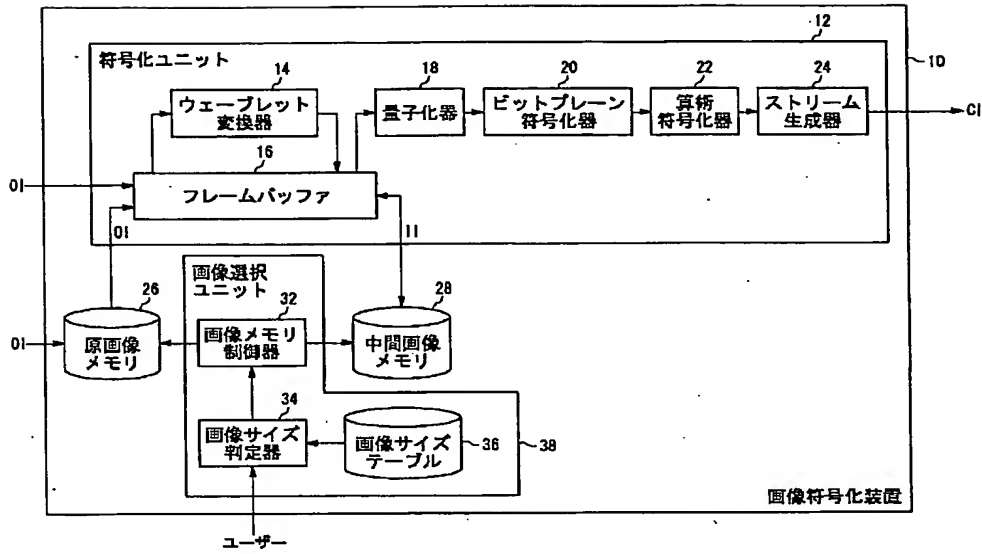 12
10
符号化ユニット
14
ウェーブレット
変換器
18
量子化器
20
ビットプレーン
符号化器
22
算術
符号化器
24
ストリーム
生成器
CI
16
フレームバッファ
OI
OI
II
画像選択
ユニット
26
原画像
メモリ
OI
32
画像メモリ
制御器
28
中間画像
メモリ
34
画像サイズ
判定器
画像サイズ
テーブル
36
38
画像符号化装置
ユーザー